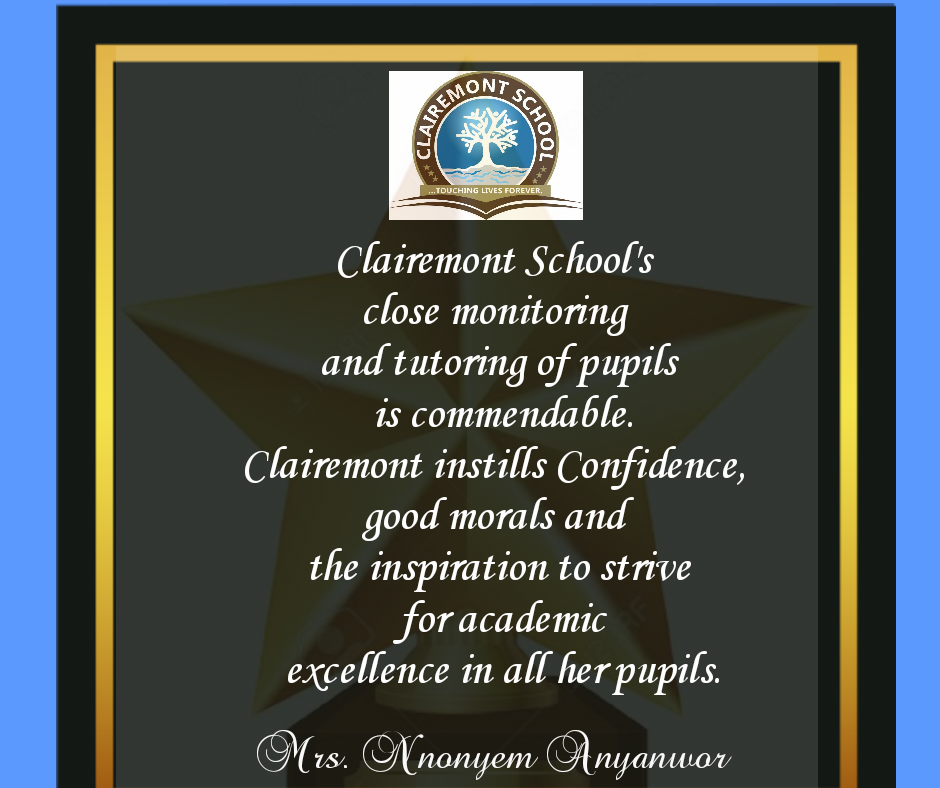 CLAIREMONT SCHOOL
...TOUCHING LIVES FOREVER.
Clairemont School's
close monitoring
and tutoring of pupils
is commendable.
Clairemont instills Confidence,
good morals and
the inspiration to strive
for academic
excellence in all her pupils.
Mrs. Nnonyem Anyanwor